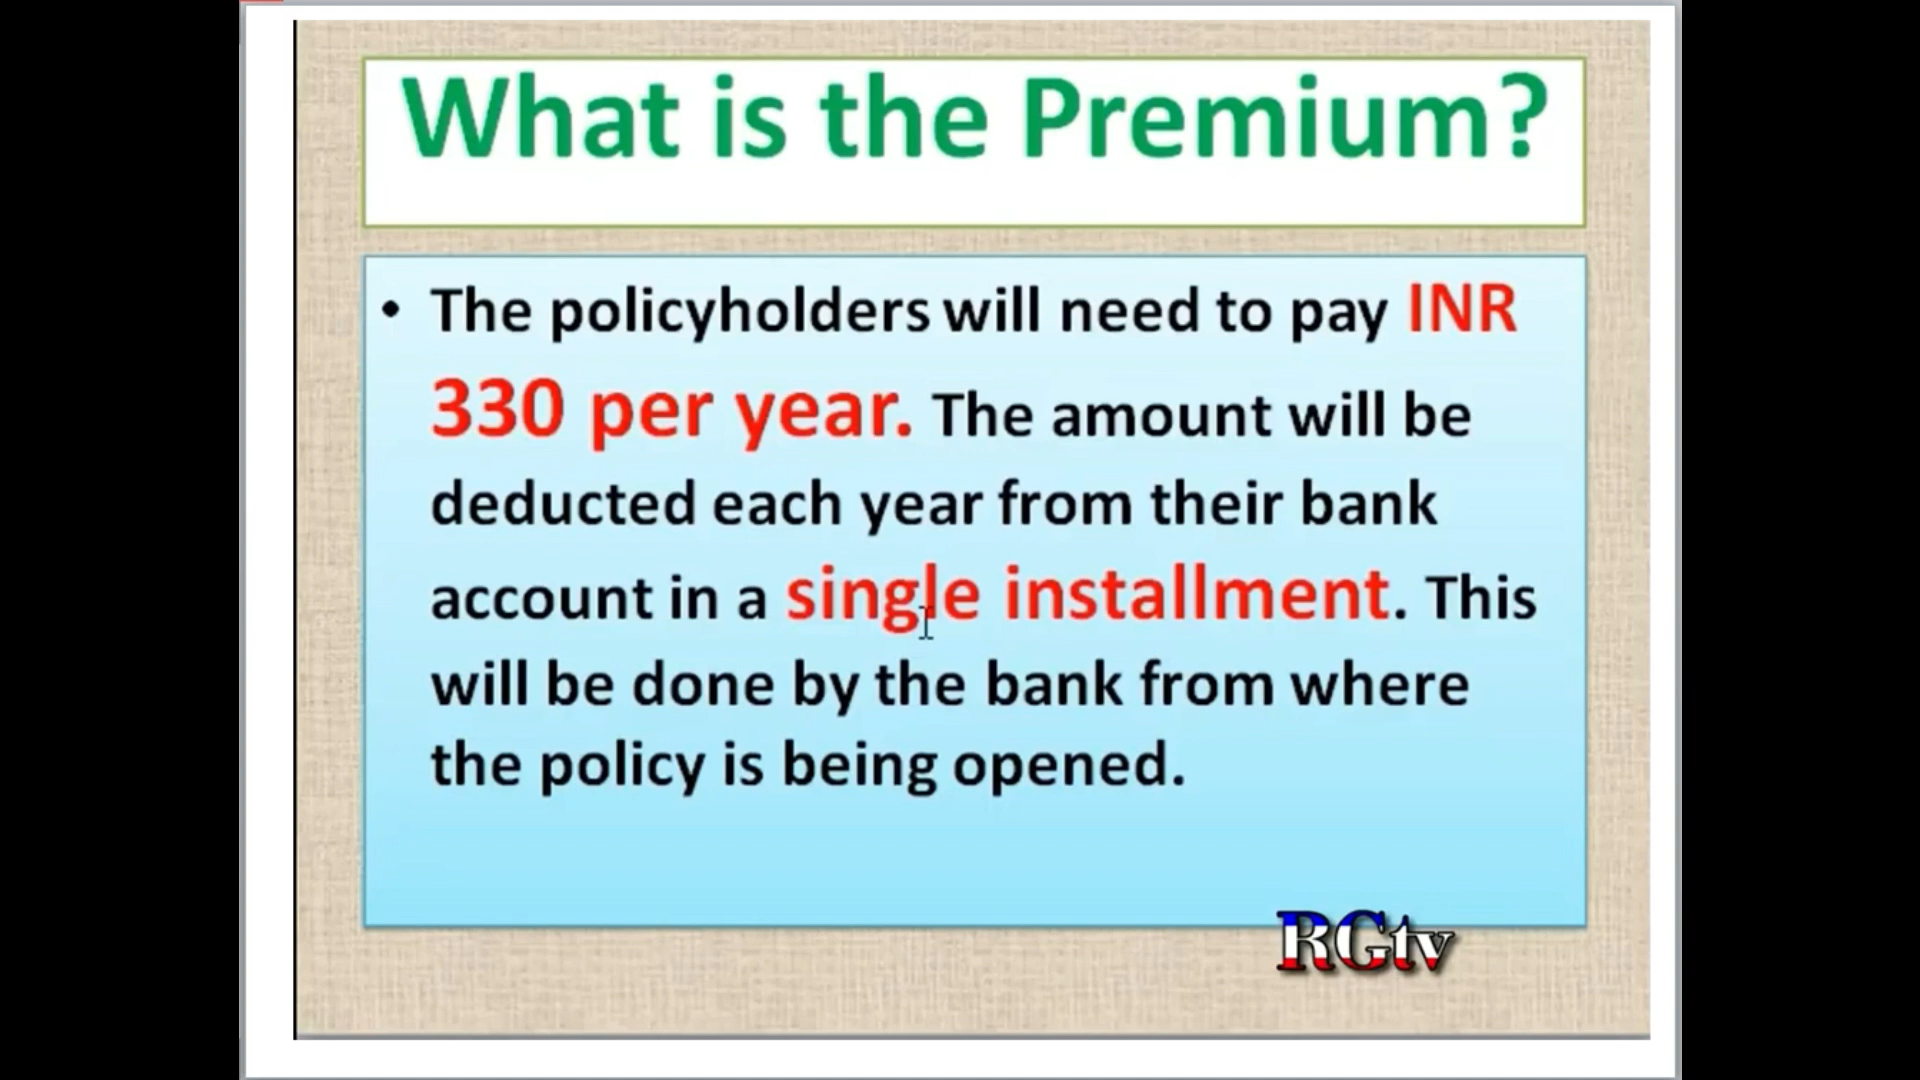 What is the Premium?
• The policyholders will need to pay INR
330 per year. The amount will be
deducted each year from their bank
account in a single installment. This
will be done by the bank from where
the policy is being opened.
RGtv